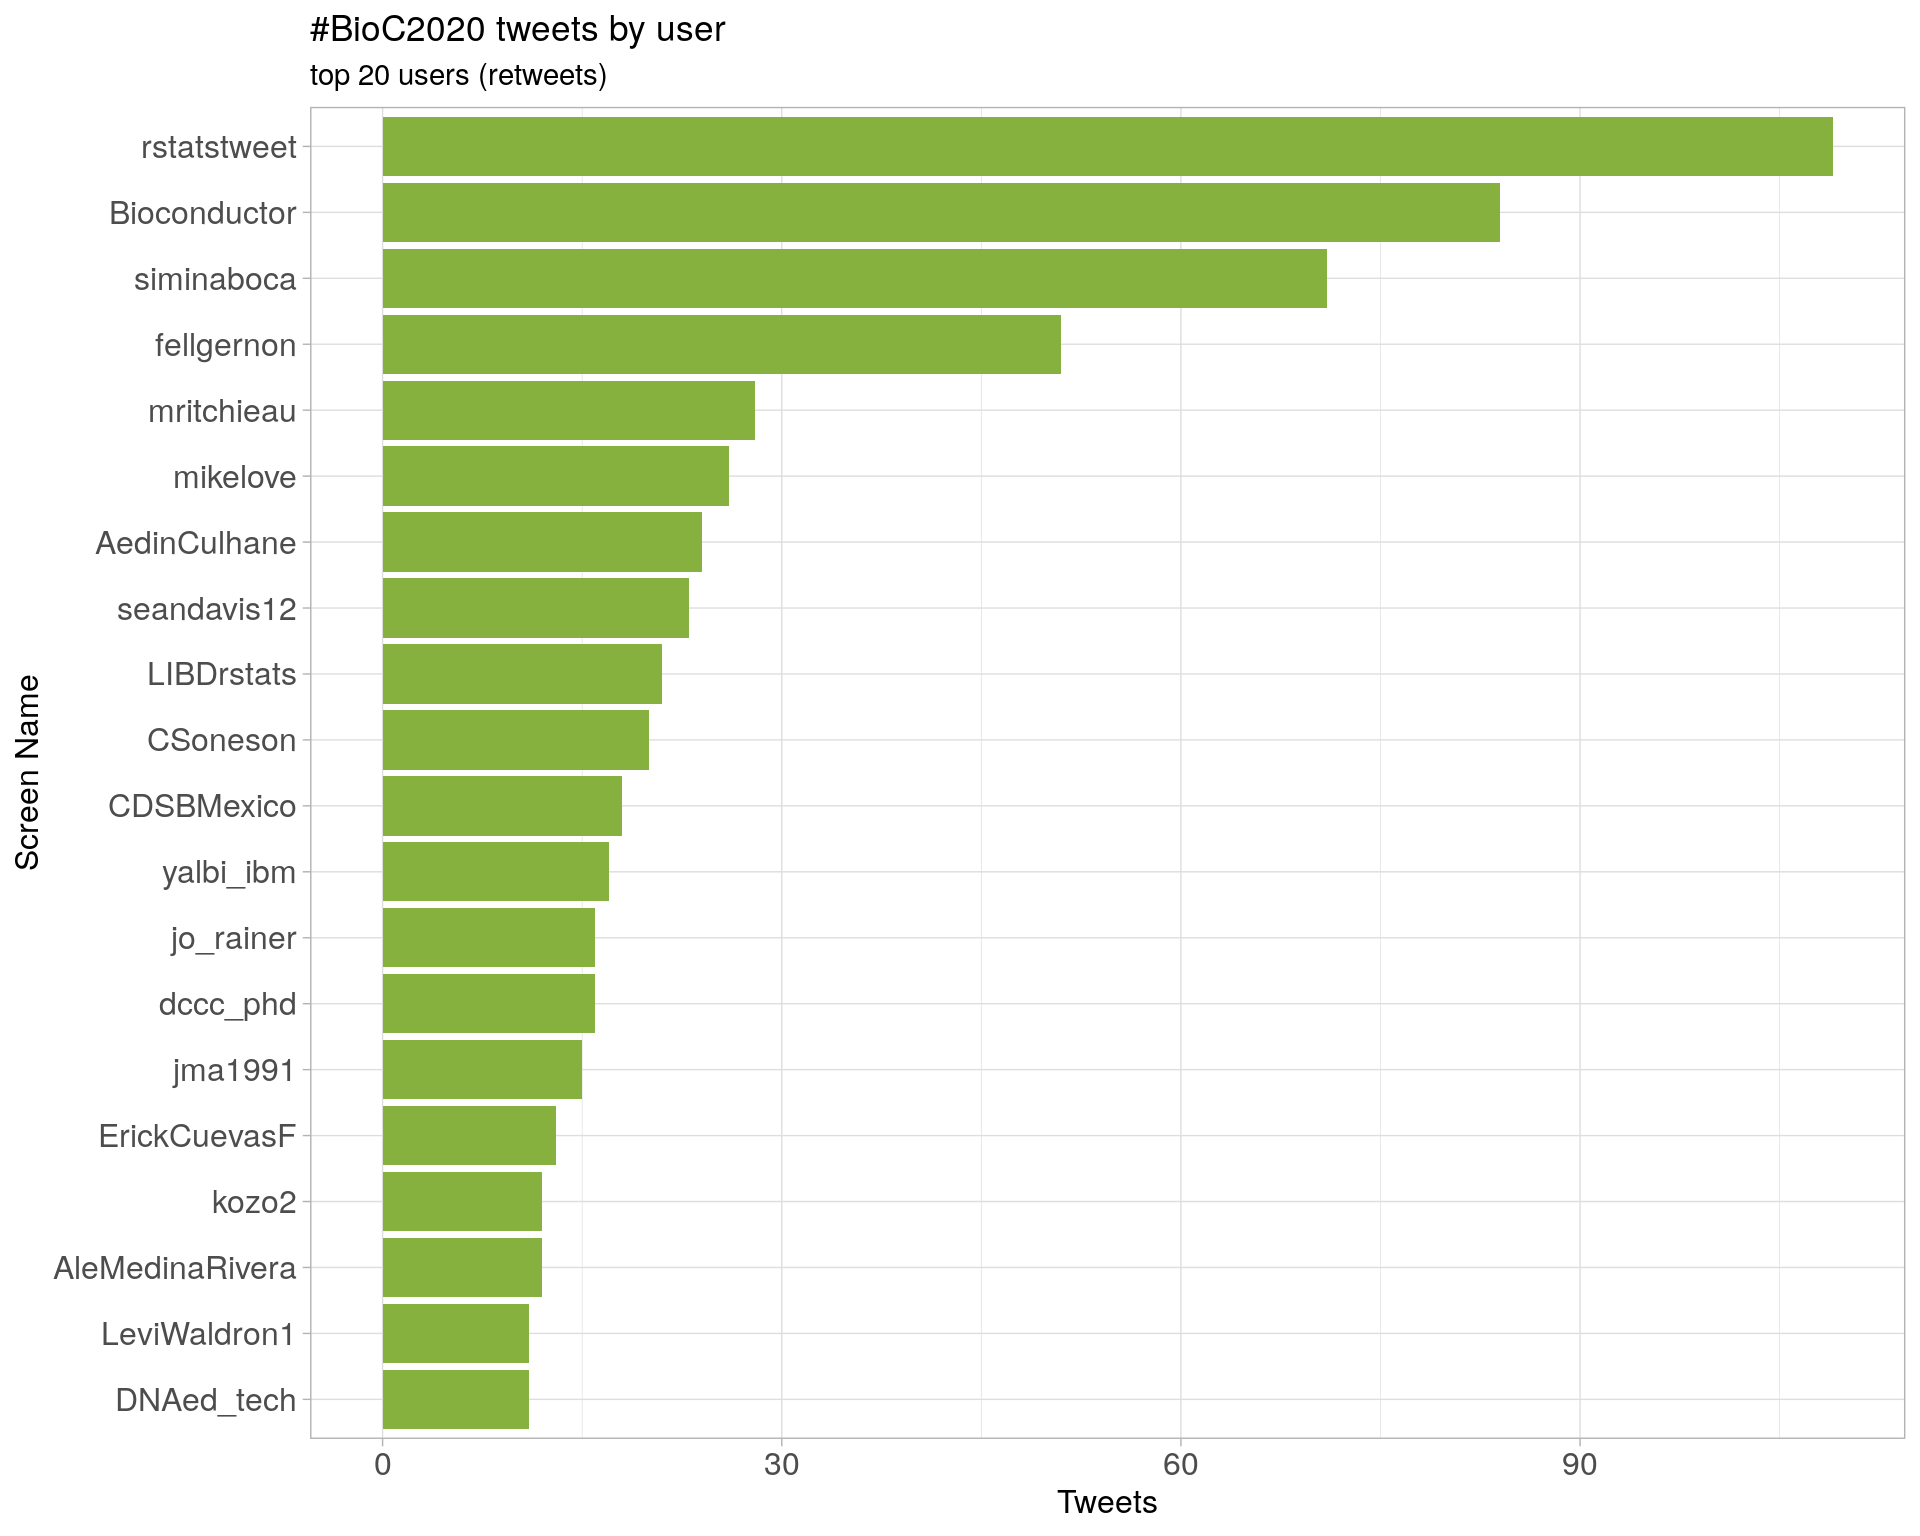 #BioC2020 tweets by user
top 20 users (retweets)
Screen Name
rstatstweet
Bioconductor
siminaboca
fellgernon
mritchieau
mikelove
AedinCulhane
seandavis12
LIBDrstats
CSoneson
CDSBMexico
yalbi_ibm
jo_rainer
dccc_phd
jma1991
ErickCuevasF
kozo2
AleMedinaRivera
LeviWaldron1
DNAed_tech
0 30 60 90
Tweets